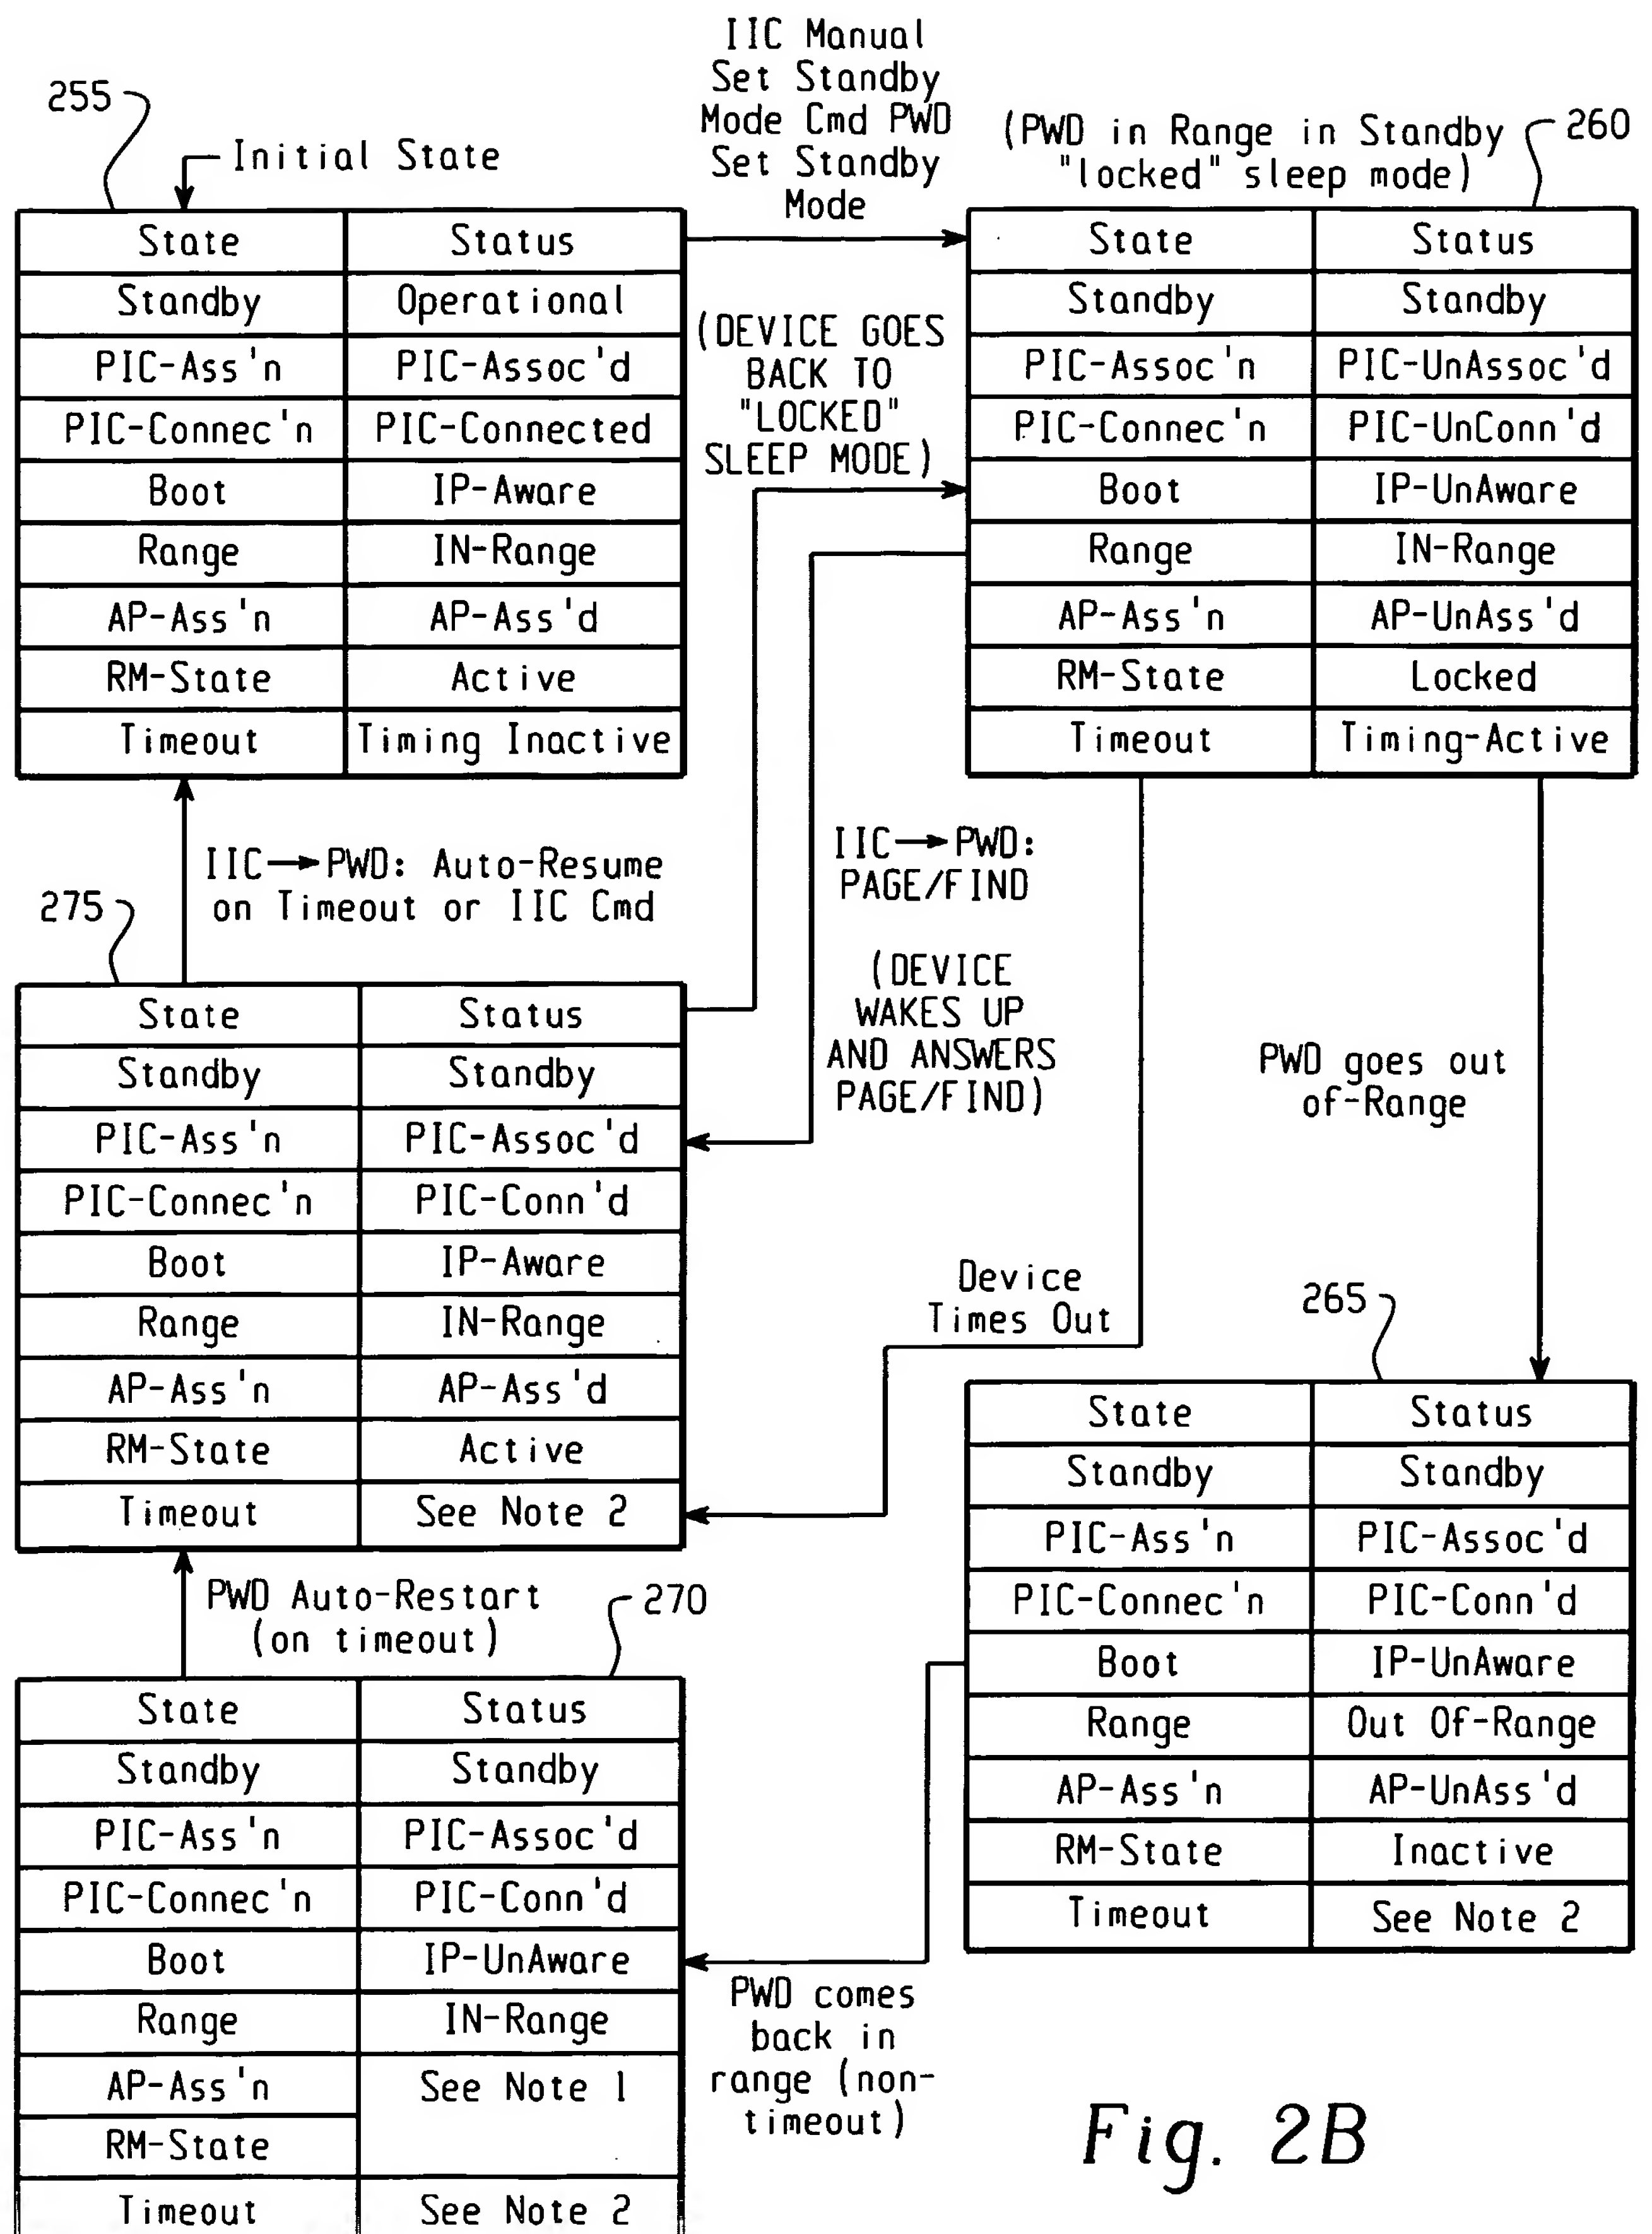 IIC Manual
Set Standby
Mode Cmd PWD
Set Standby
Mode
255
Initial State
(PWD in Range in Standby
"locked" sleep mode)
260
State Status
Standby Operational
PIC-Ass'n PIC-Assoc'd
PIC-Connec'n PIC-Connected
Boot IP-Aware
Range IN-Range
AP-Ass'n AP-Ass'd
RM-State Active
Timeout Timing Inactive
(DEVICE GOES
BACK TO
"LOCKED"
SLEEP MODE)
State Status
Standby Standby
PIC-Assoc'n PIC-UnAssoc'd
PIC-Connec'n PIC-UnConn'd
Boot IP-UnAware
Range IN-Range
AP-Ass'n AP-UnAss'd
RM-State Locked
Timeout Timing-Active
IIC→PWD: Auto-Resume
on Timeout or IIC Cmd
275
IIC→PWD:
PAGE/FIND
(DEVICE
WAKES UP
AND ANSWERS
PAGE/FIND)
PWD goes out
of-Range
State Status
Standby Standby
PIC-Ass'n PIC-Assoc'd
PIC-Connec'n PIC-Conn'd
Boot IP-Aware
Range IN-Range
AP-Ass'n AP-Ass'd
RM-State Active
Timeout See Note 2
Device
Times Out
265
State Status
Standby Standby
PIC-Ass'n PIC-Assoc'd
PIC-Connec'n PIC-Conn'd
Boot IP-UnAware
Range Out Of-Range
AP-Ass'n AP-UnAss'd
RM-State Inactive
Timeout See Note 2
PWD Auto-Restart
(on timeout)
270
State Status
Standby Standby
PIC-Ass'n PIC-Assoc'd
PIC-Connec'n PIC-Conn'd
Boot IP-UnAware
Range IN-Range
AP-Ass'n See Note 1
RM-State
Timeout See Note 2
PWD comes
back in
range (non-
timeout)
Fig. 2B